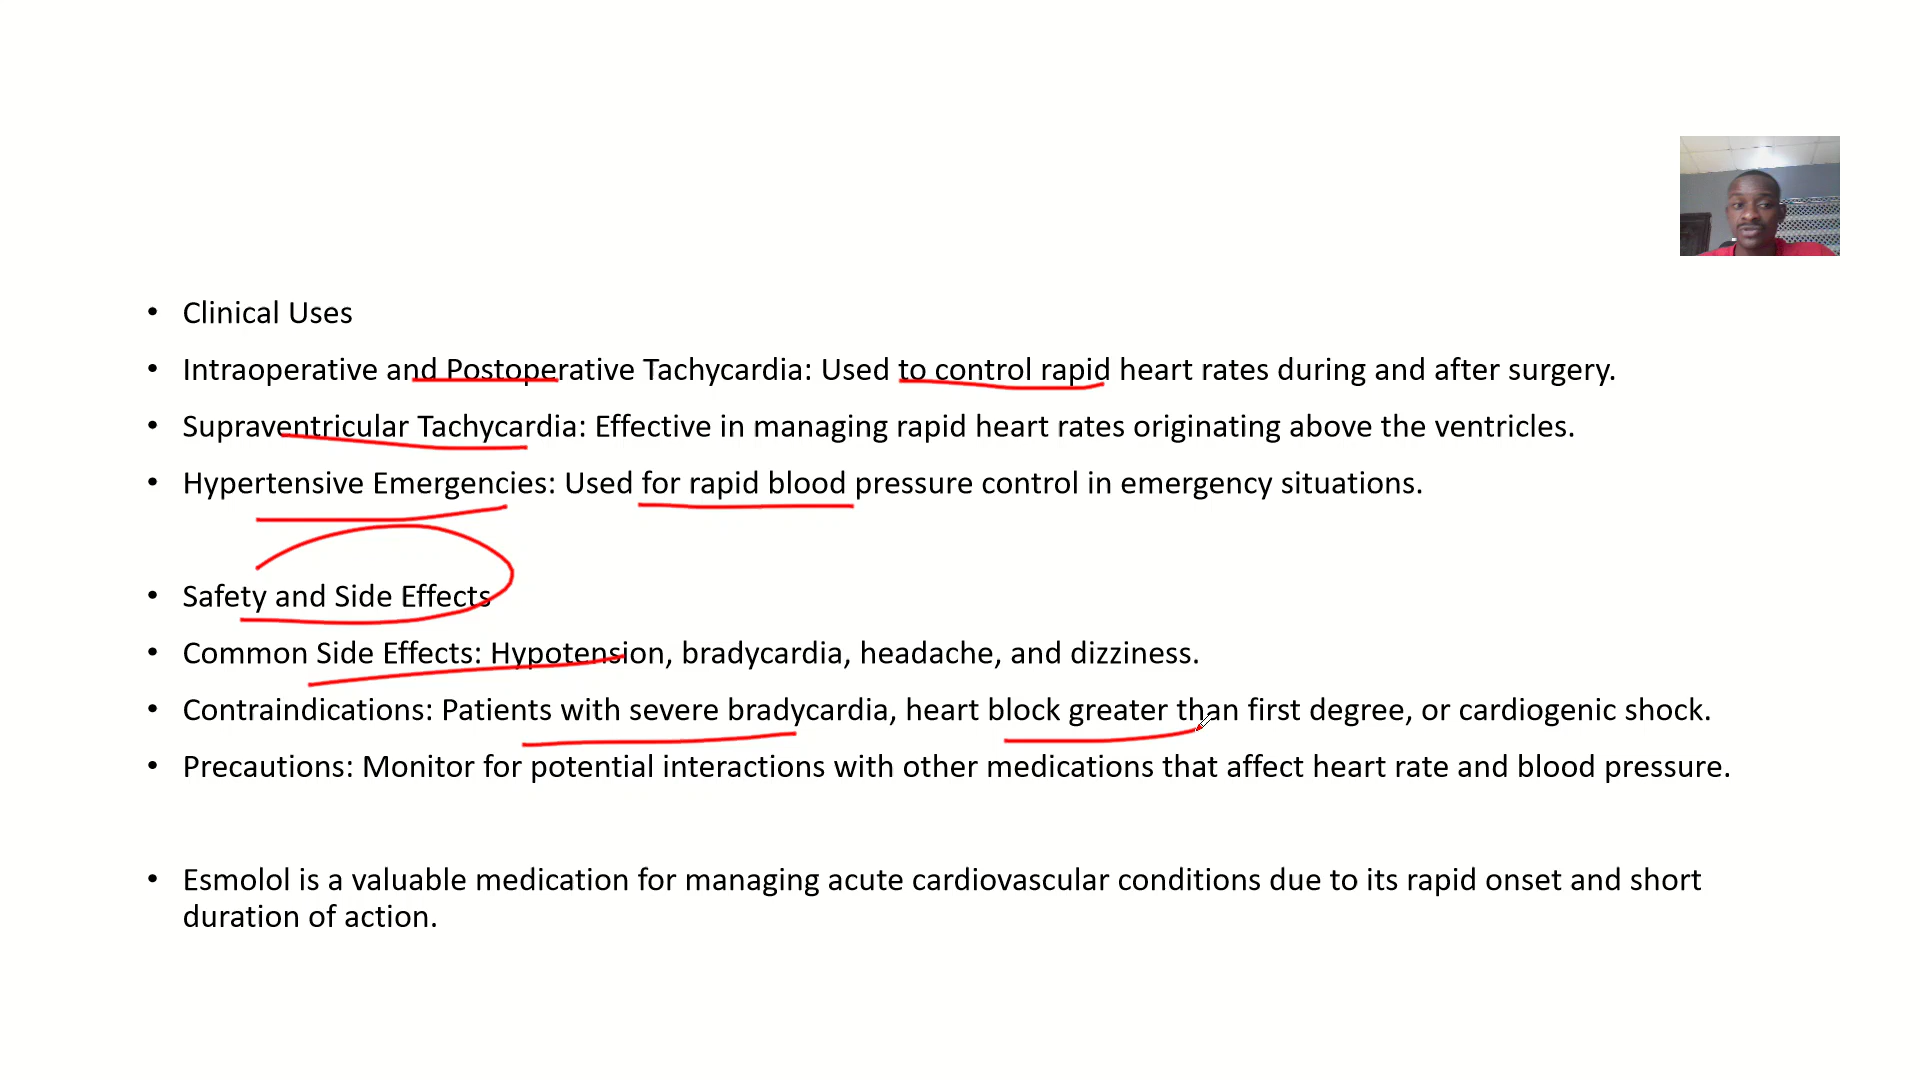 • Clinical Uses
• Intraoperative and Postoperative Tachycardia: Used to control rapid heart rates during and after surgery.
• Supraventricular Tachycardia: Effective in managing rapid heart rates originating above the ventricles.
• Hypertensive Emergencies: Used for rapid blood pressure control in emergency situations.
• Safety and Side Effects
• Common Side Effects: Hypotension, bradycardia, headache, and dizziness.
• Contraindications: Patients with severe bradycardia, heart block greater than first degree, or cardiogenic shock.
• Precautions: Monitor for potential interactions with other medications that affect heart rate and blood pressure.
• Esmolol is a valuable medication for managing acute cardiovascular conditions due to its rapid onset and short
duration of action.